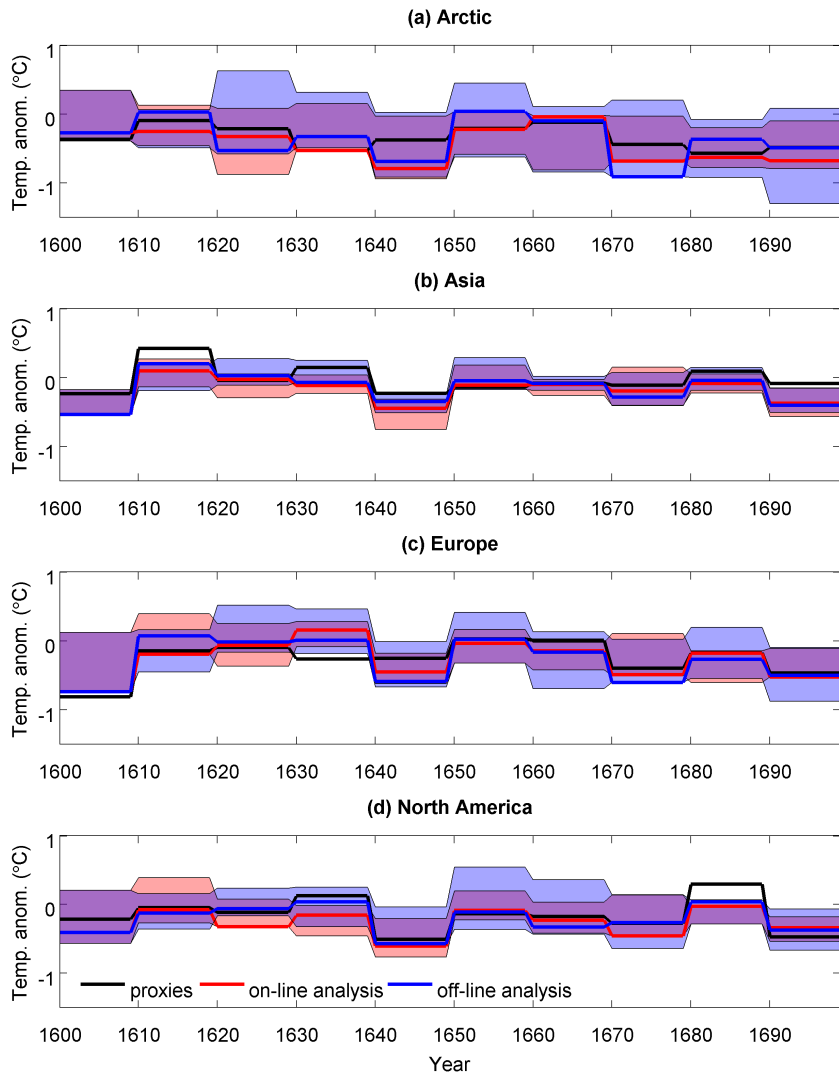 (a) Arctic
Temp. anom. (°C)
1
0
-1
1600 1610 1620 1630 1640 1650 1660 1670 1680 1690
(b) Asia
Temp. anom. (°C)
1
0
-1
1600 1610 1620 1630 1640 1650 1660 1670 1680 1690
(c) Europe
Temp. anom. (°C)
1
0
-1
1600 1610 1620 1630 1640 1650 1660 1670 1680 1690
(d) North America
Temp. anom. (°C)
1
0
-1
proxies on-line analysis off-line analysis
1600 1610 1620 1630 1640 1650 1660 1670 1680 1690
Year